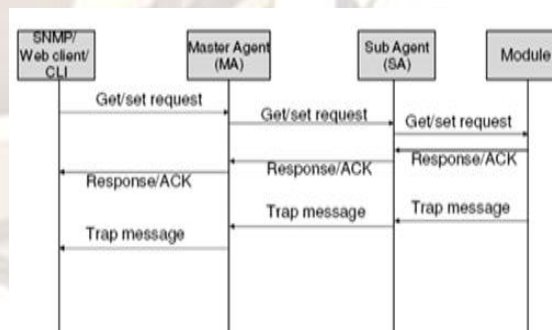 SNMP/
Web client/
CLI
Master Agent
(MA)
Sub Agent
(SA)
Module
Get/set request
Get/set request
Get/set request
Response/ACK
Response/ACK
Response/ACK
Trap message
Trap message
Trap message